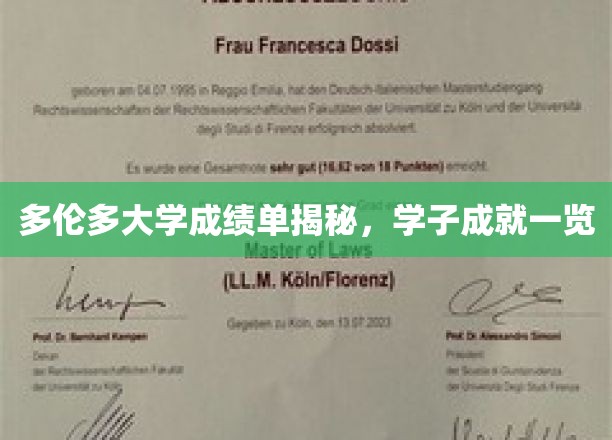 Frau Francesca Dossi
geboren am 04.07.1995 in Reggio Emilia, hat den Deutsch-Italienischen Masterstudiengang
Rechtswissenschaften der Rechtswissenschaftlichen Fakultäten der Universität zu Köln und der Università
degli Studi di Firenze erfolgreich absolviert.
Es wurde eine Gesamtnote sehr gut (16,62 von 18 Punkten) erreicht.
多伦多大学成绩单揭秘，学子成就一览
Master of Laws
(LL.M. Köln/Florenz)
Gegeben zu Köln, den 13.07.2023
Prof. Dr. Bernhard Kempen
Dekan
der Rechtswissenschaftlichen Fakultät
der Universität zu Köln
Prof. Dr. Alessandro Simoni
Präsident
der Scuola di Giurisprudenza
der Università Degli Studi Firenze